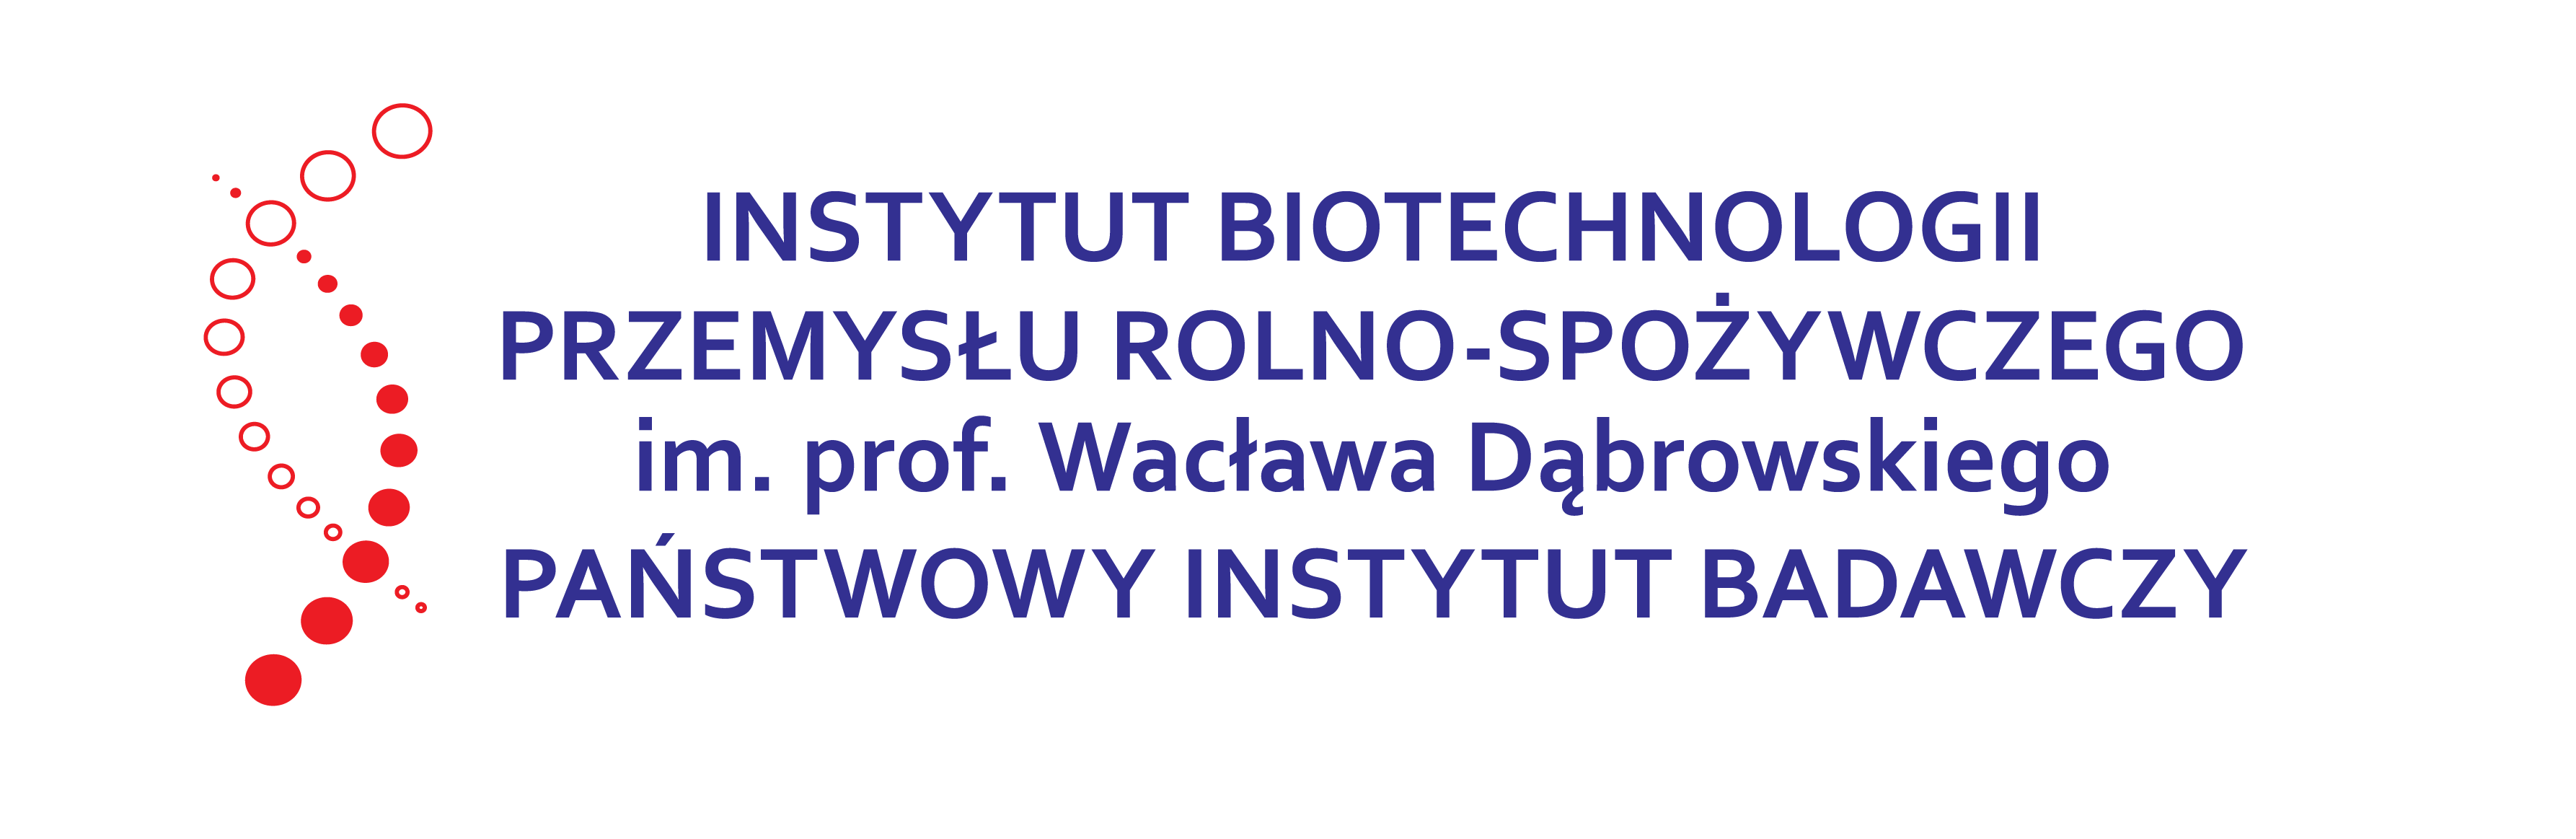 INSTYTUT BIOTECHNOLOGII
PRZEMYSŁU ROLNO-SPOŻYWCZEGO
im. prof. Wacława Dąbrowskiego
PAŃSTWOWY INSTYTUT BADAWCZY